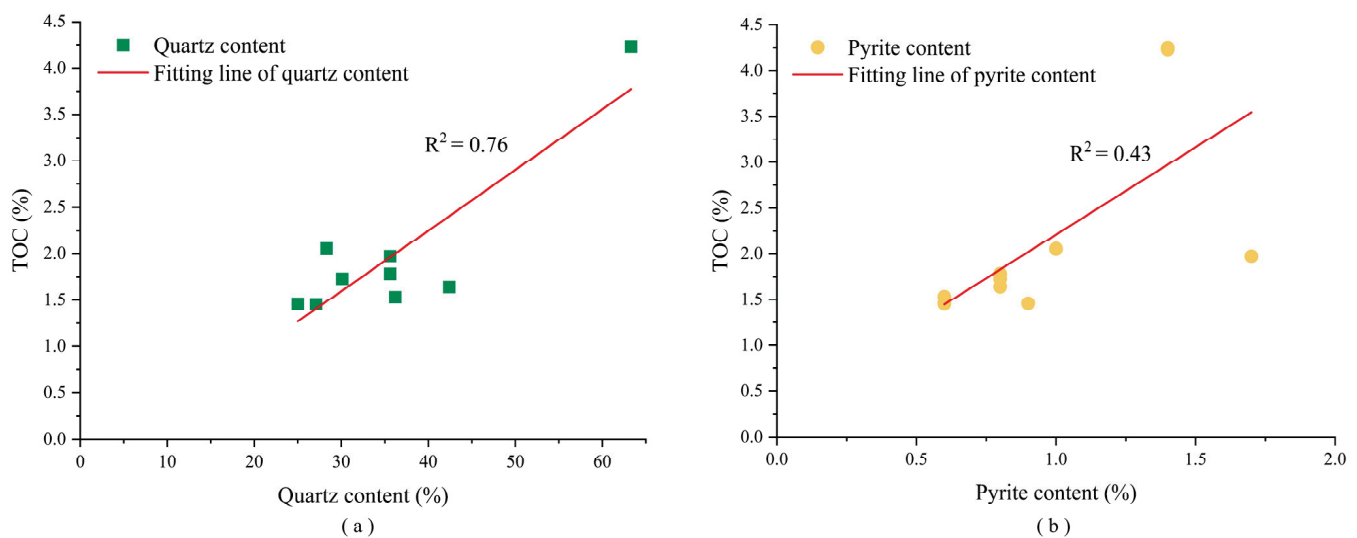 4.5
4.0
3.5
3.0
2.5
2.0
1.5
1.0
0.5
0.0
TOC (%)
Quartz content
Fitting line of quartz content
R² = 0.76
0 10 20 30 40 50 60
Quartz content (%)
( a )
4.5
4.0
3.5
3.0
2.5
2.0
1.5
1.0
0.5
0.0
TOC (%)
Pyrite content
Fitting line of pyrite content
R² = 0.43
0.0 0.5 1.0 1.5 2.0
Pyrite content (%)
( b )